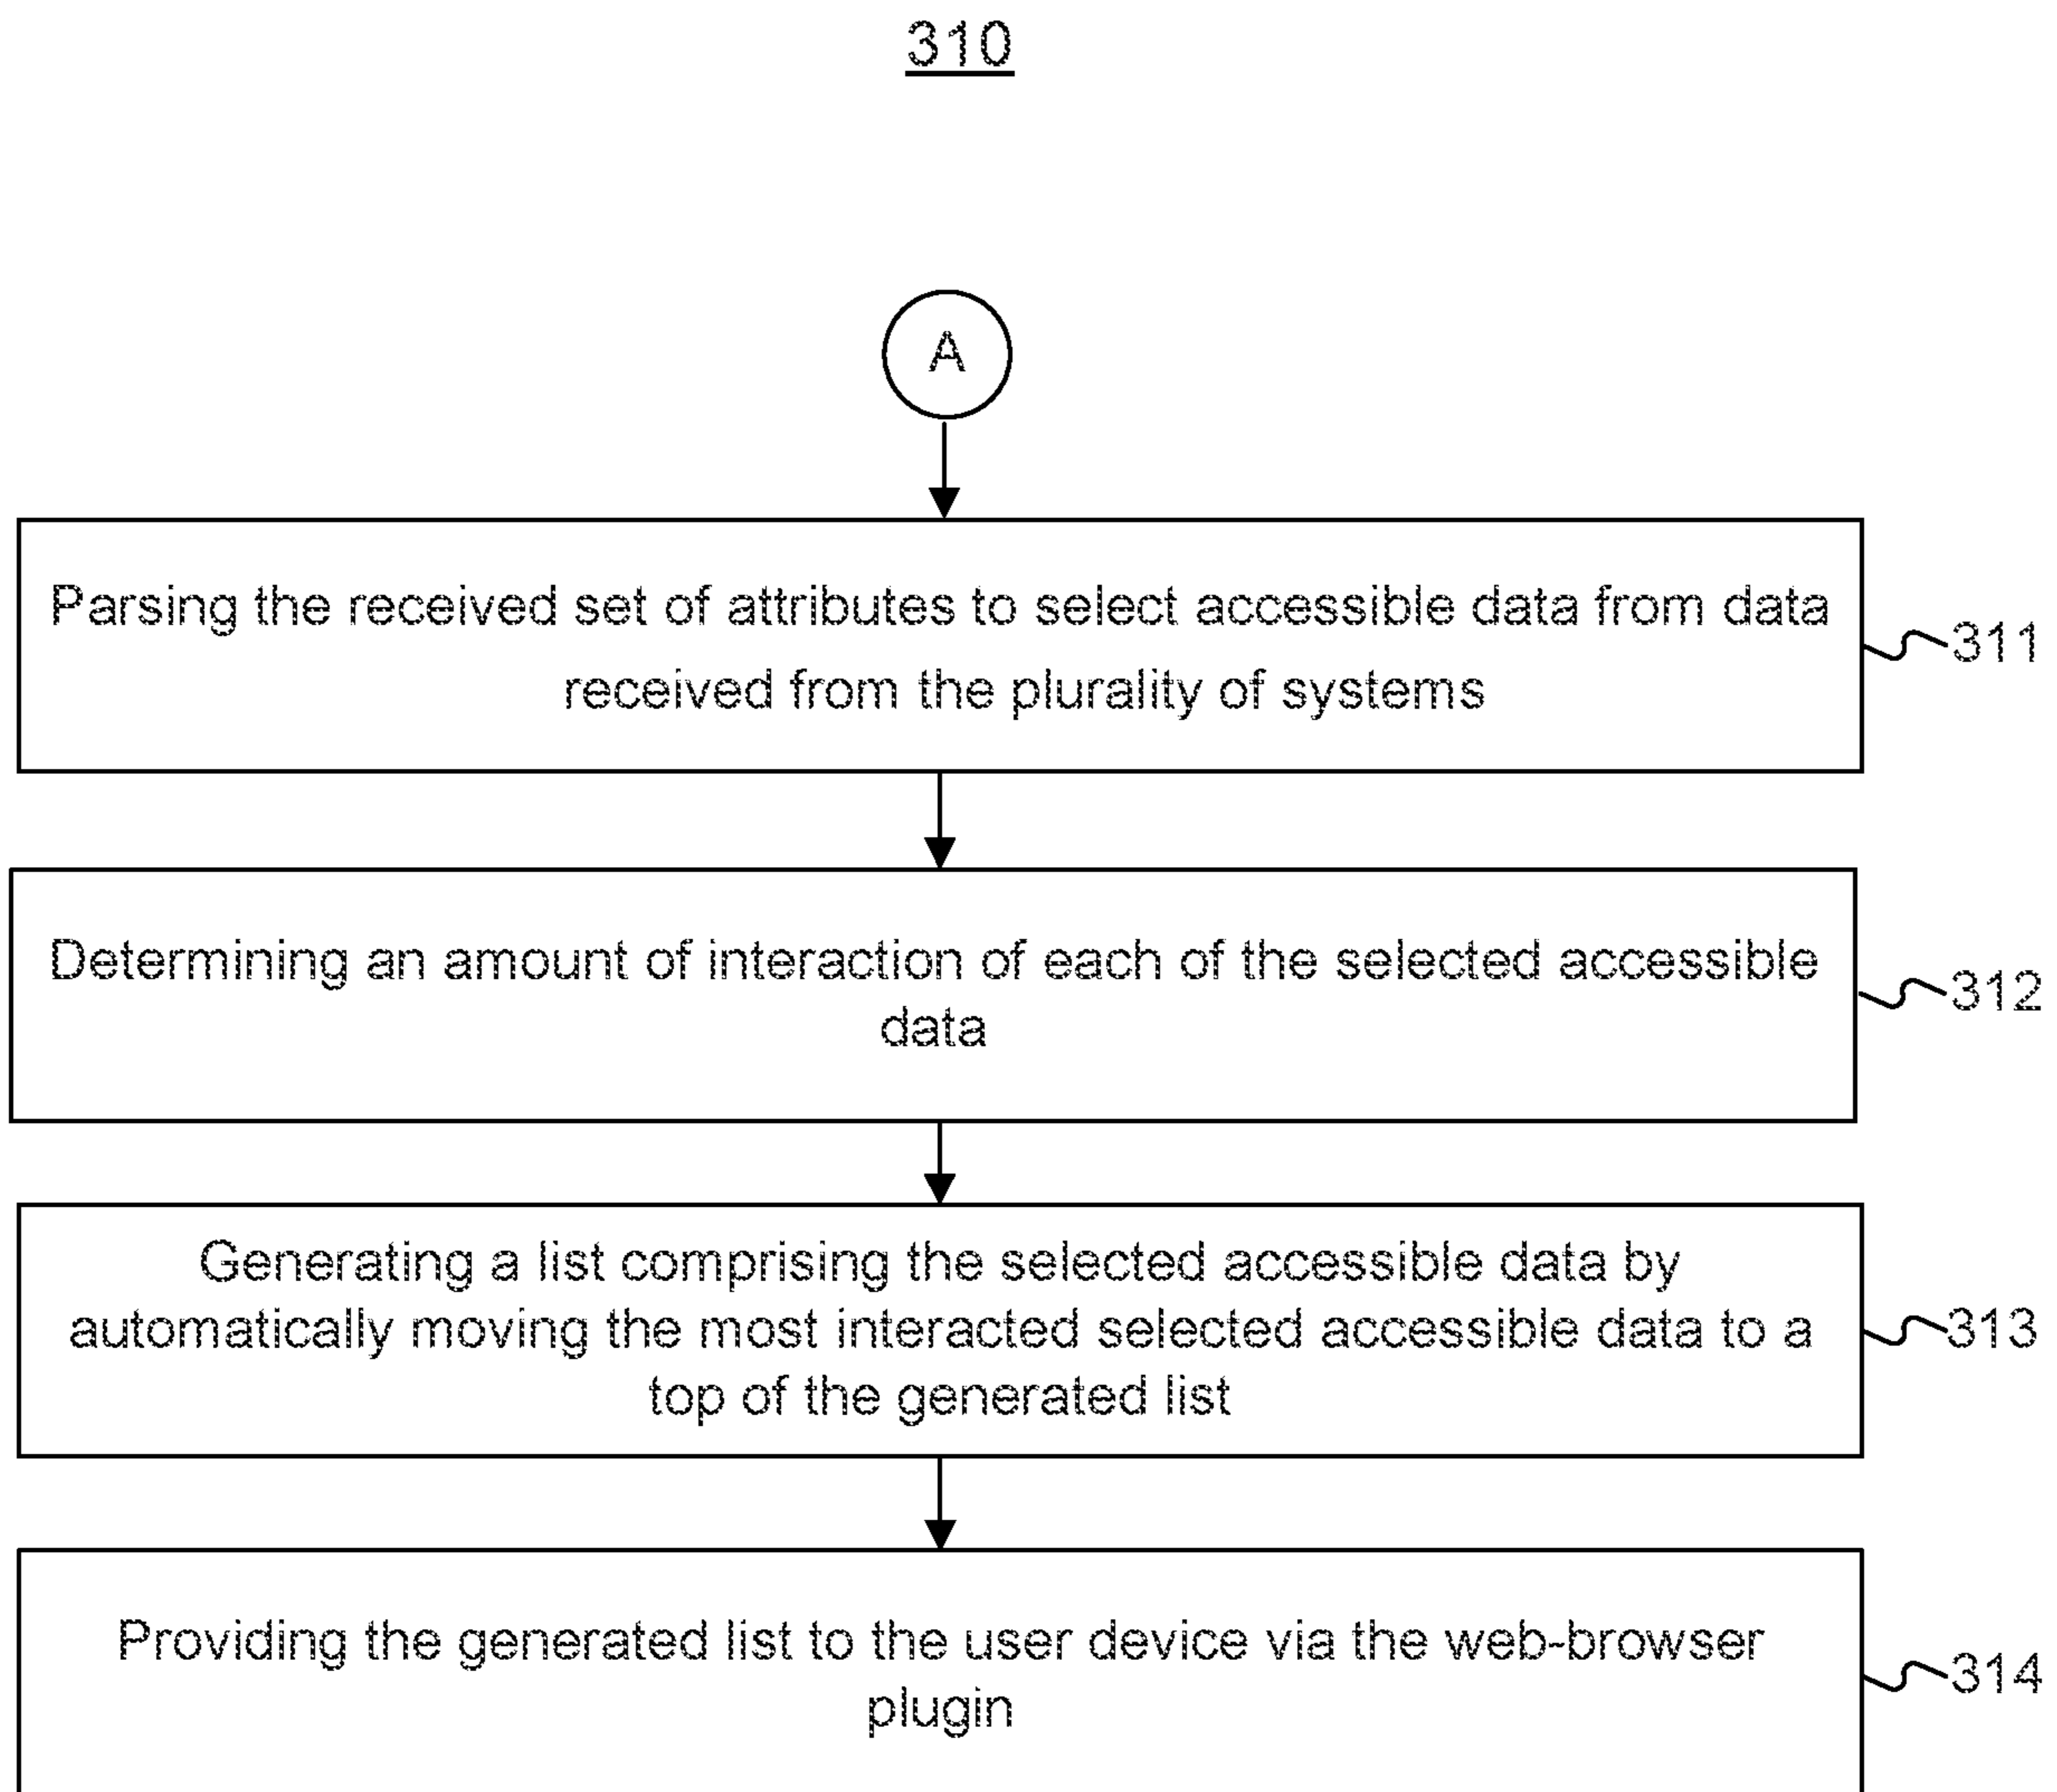 310
A
Parsing the received set of attributes to select accessible data from data
received from the plurality of systems
311
Determining an amount of interaction of each of the selected accessible
data
312
Generating a list comprising the selected accessible data by
automatically moving the most interacted selected accessible data to a
top of the generated list
313
Providing the generated list to the user device via the web-browser
plugin
314